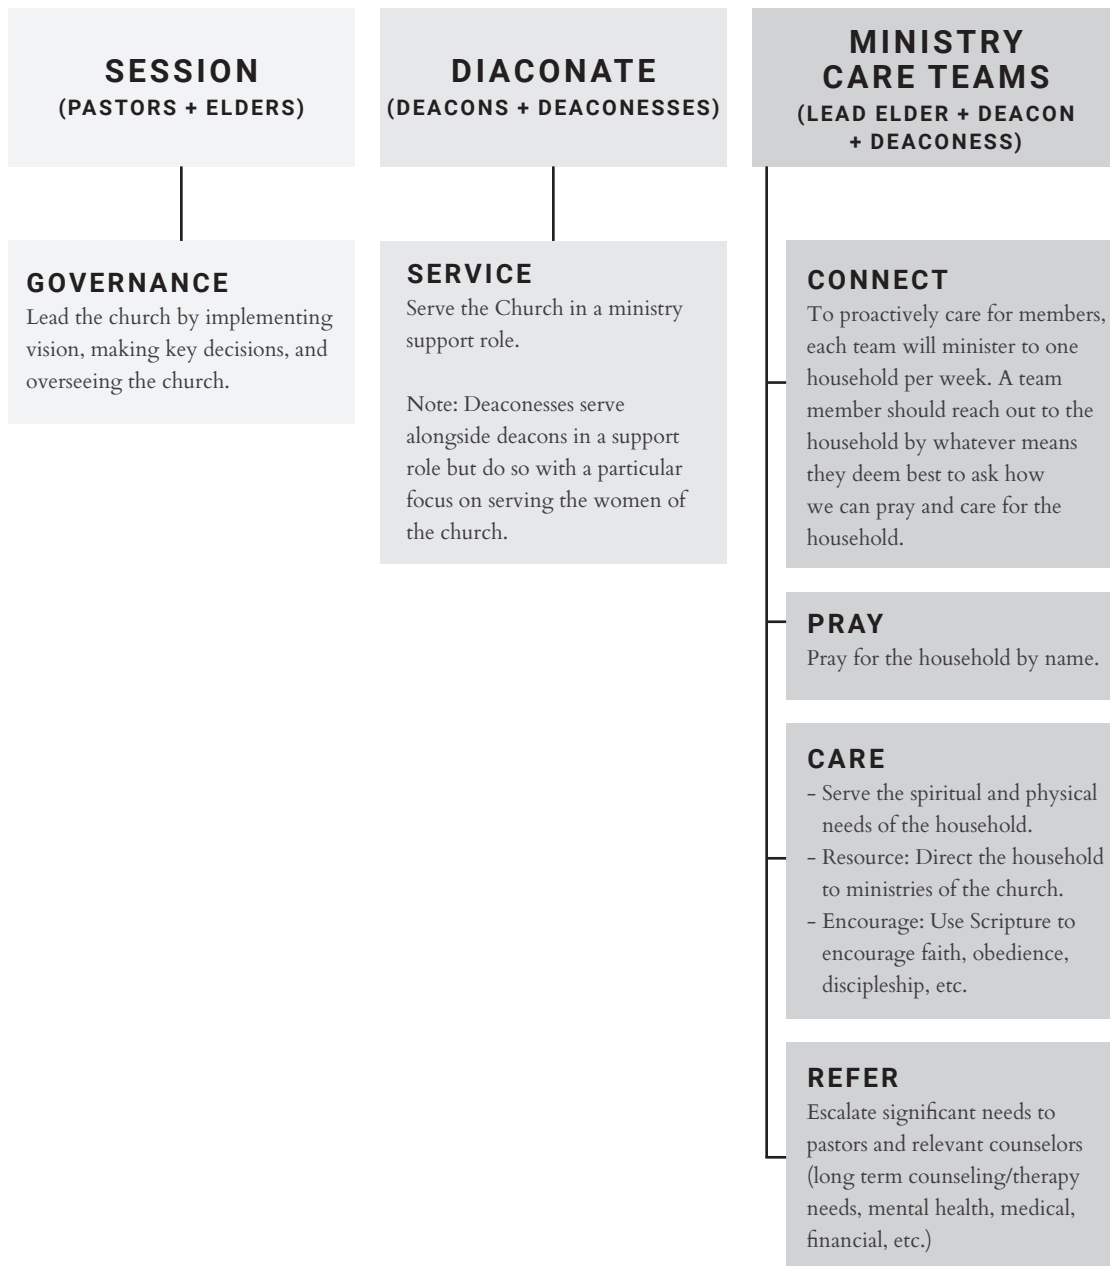 SESSION
(PASTORS + ELDERS)
GOVERNANCE
Lead the church by implementing
vision, making key decisions, and
overseeing the church.
DIACONATE
(DEACONS + DEACONESSES)
SERVICE
Serve the Church in a ministry
support role.
Note: Deaconesses serve
alongside deacons in a support
role but do so with a particular
focus on serving the women of
the church.
MINISTRY
CARE TEAMS
(LEAD ELDER + DEACON
+ DEACONESS)
CONNECT
To proactively care for members,
each team will minister to one
household per week. A team
member should reach out to the
household by whatever means
they deem best to ask how
we can pray and care for the
household.
PRAY
Pray for the household by name.
CARE
- Serve the spiritual and physical
needs of the household.
- Resource: Direct the household
to ministries of the church.
- Encourage: Use Scripture to
encourage faith, obedience,
discipleship, etc.
REFER
Escalate significant needs to
pastors and relevant counselors
(long term counseling/therapy
needs, mental health, medical,
financial, etc.)